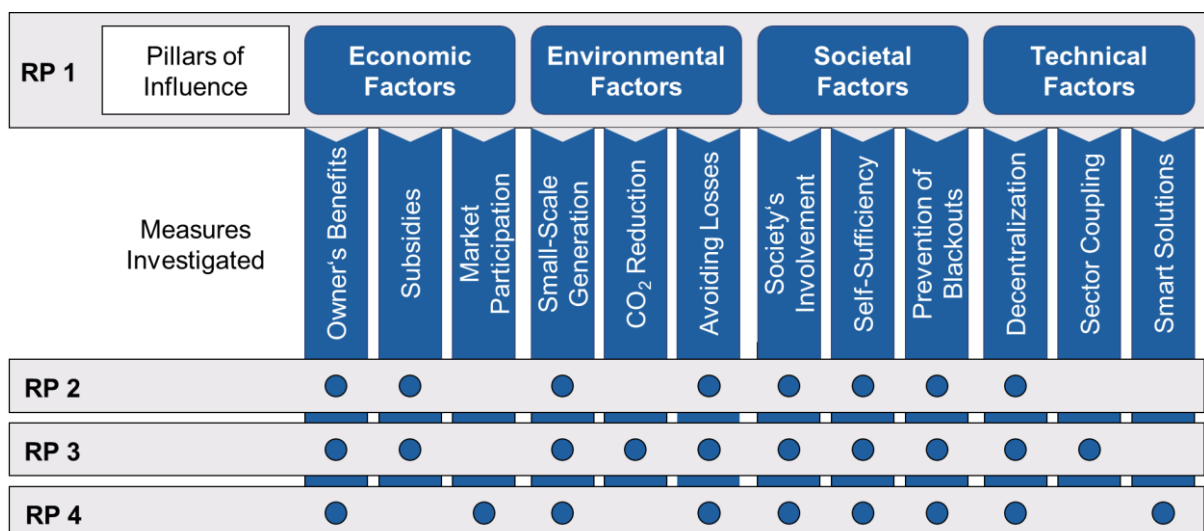 RP 1
Pillars of
Influence
Economic
Factors
Environmental
Factors
Societal
Factors
Technical
Factors
Measures
Investigated
Owner‘s Benefits
Subsidies
Market
Participation
Small-Scale
Generation
CO₂ Reduction
Avoiding Losses
Society‘s
Involvement
Self-Sufficiency
Prevention of
Blackouts
Decentralization
Sector Coupling
Smart Solutions
RP 2
RP 3
RP 4